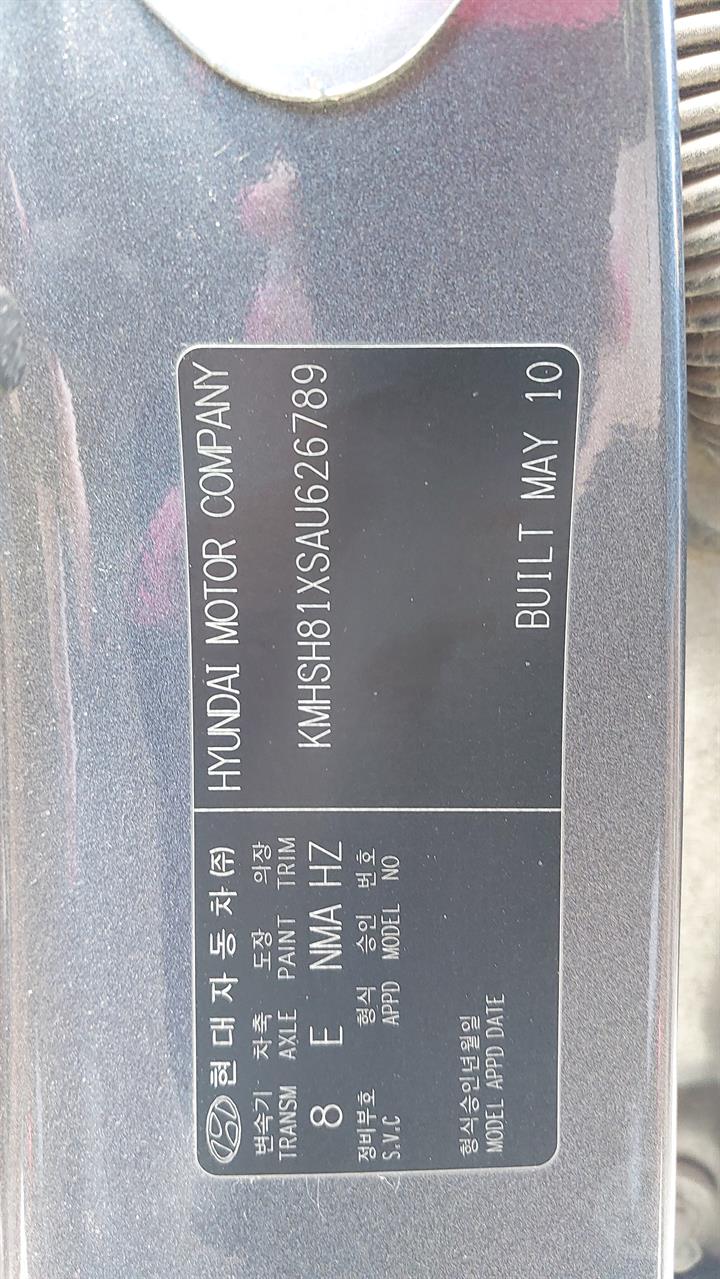 현대자동차(주)
변속기 차축 도장 의장
TRANSM AXLE PAINT TRIM
8 E NMA HZ
정비부호 형식 승인 번호
S.V.C APPD MODEL NO
형식승인년월일
MODEL APPD DATE
HYUNDAI MOTOR COMPANY
KMHSH81XSAU626789
BUILT MAY 10